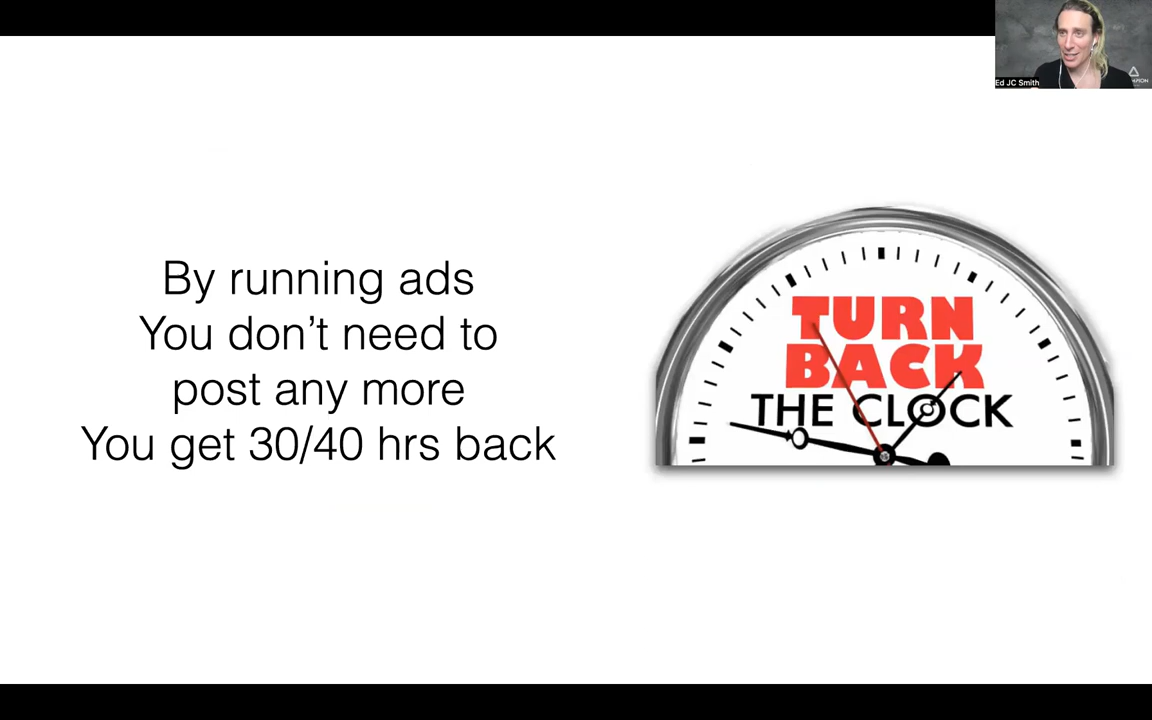 Ed JC Smith
By running ads
You don’t need to
post any more
You get 30/40 hrs back
TURN
BACK
THE CLOCK